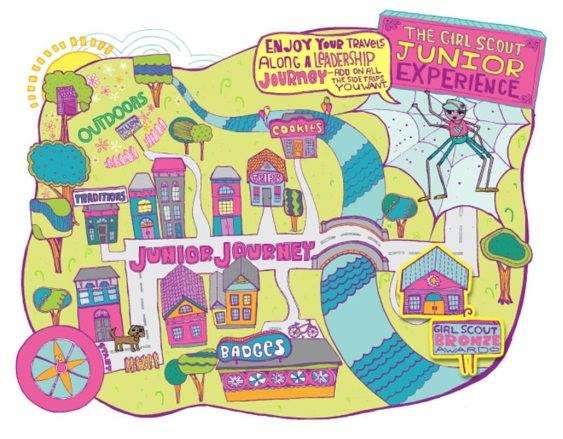 ENJOY YOUR TRAVELS
ALONG A LEADERSHIP
JOURNEY - ADD ON ALL
THE SIDE TRIPS
YOU WANT.
THE GIRL SCOUT
JUNIOR
EXPERIENCE
OUTDOORS
COOKIES
TRIPS
TRADITIONS
JUNIOR JOURNEY
START
BADGES
GIRL SCOUT
BRONZE
AWARDS